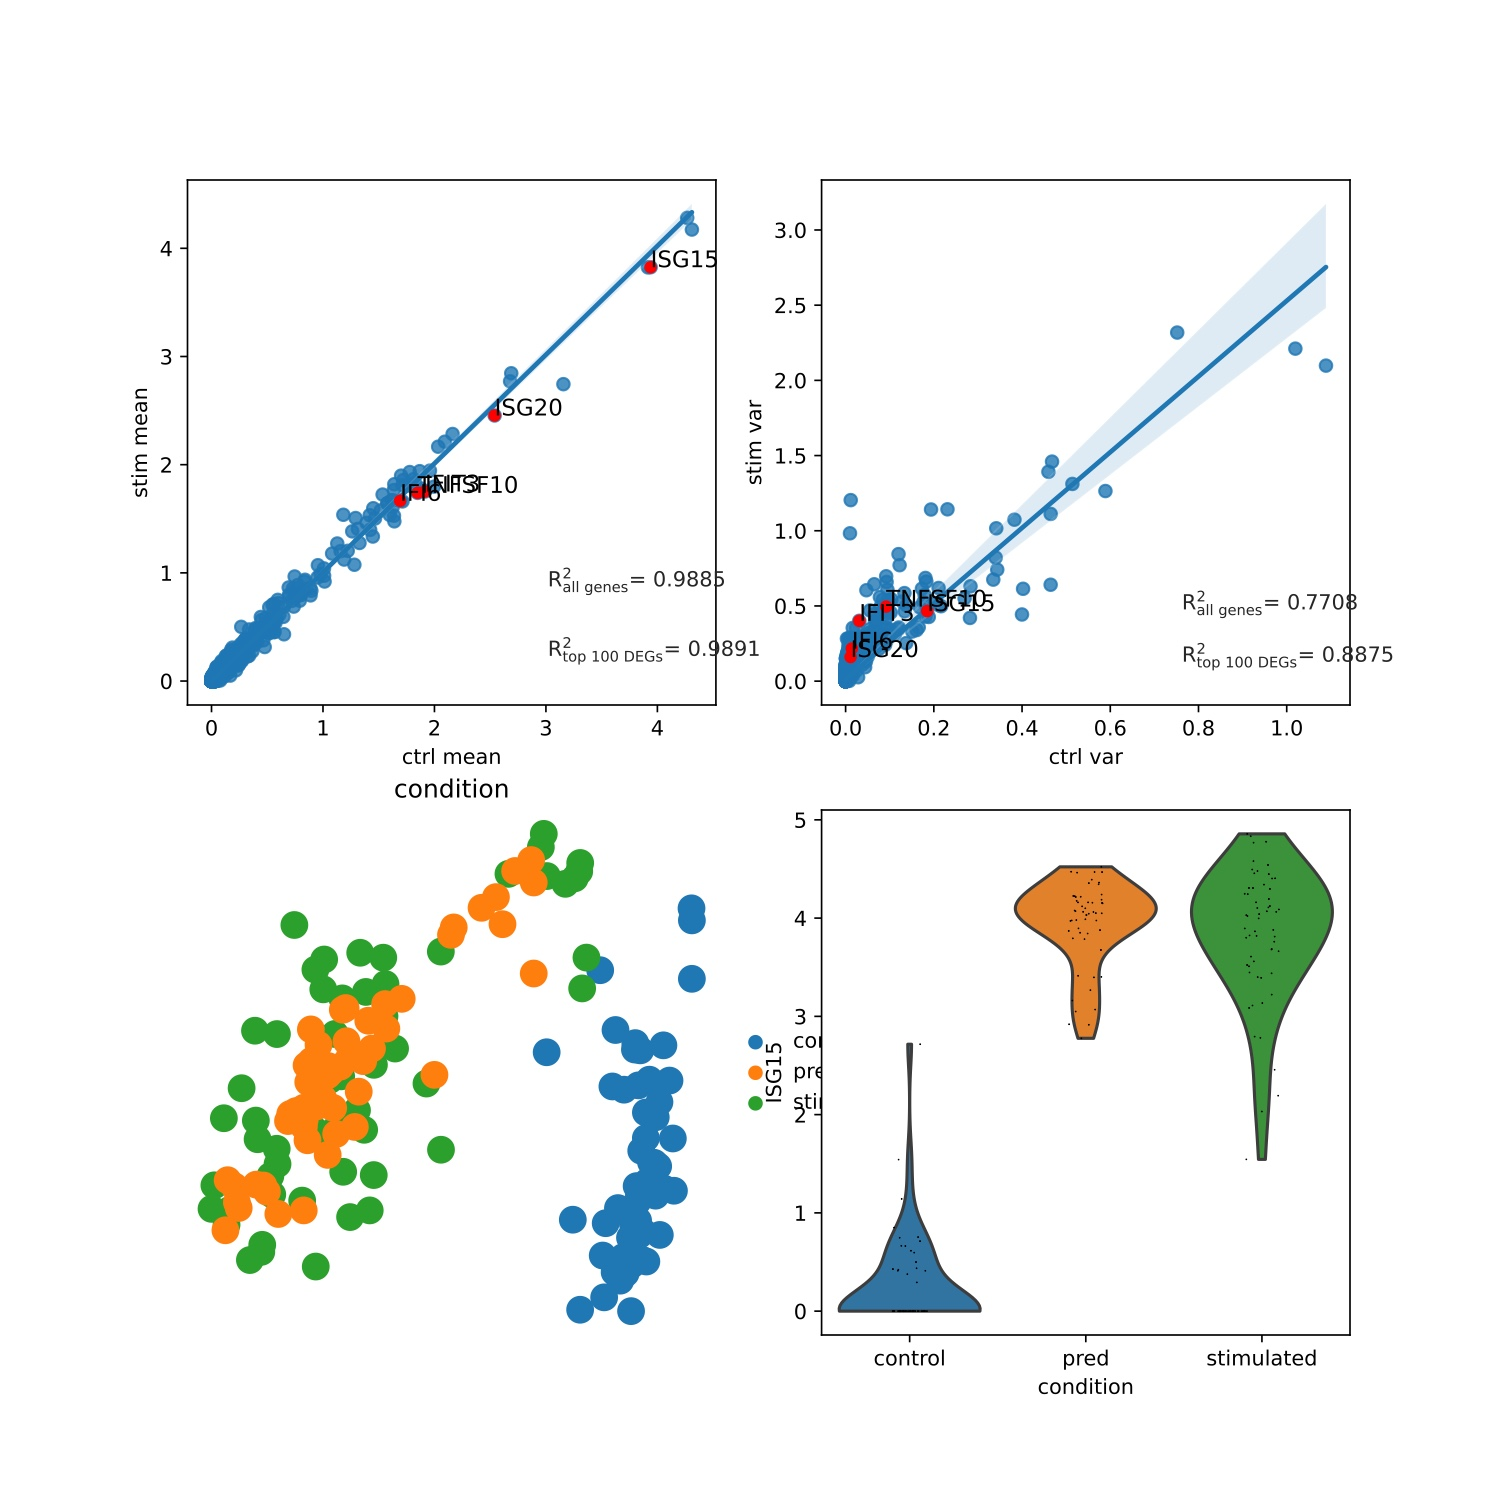 4
3
2
1
0
stim mean
ISG15
ISG20
TNFSF10
IFIT3
IFI6
R²all genes= 0.9885
R²top 100 DEGs= 0.9891
0 1 2 3 4
ctrl mean
3.0
2.5
2.0
1.5
1.0
0.5
0.0
stim var
TNFSF10
ISG15
IFIT3
IFI6
ISG20
R²all genes= 0.7708
R²top 100 DEGs= 0.8875
0.0 0.2 0.4 0.6 0.8 1.0
ctrl var
condition
5
4
3
2
1
0
ISG15
control pred stimulated
condition